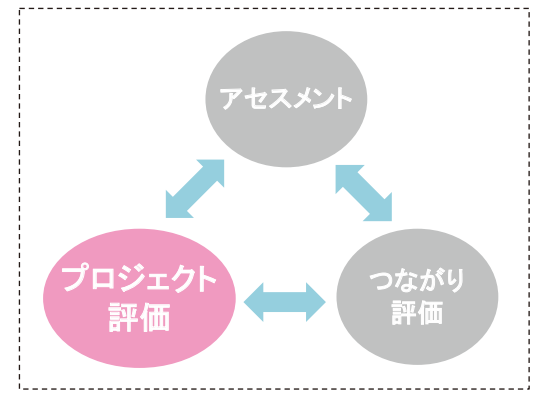 アセスメント
プロジェクト
評価
つながり
評価